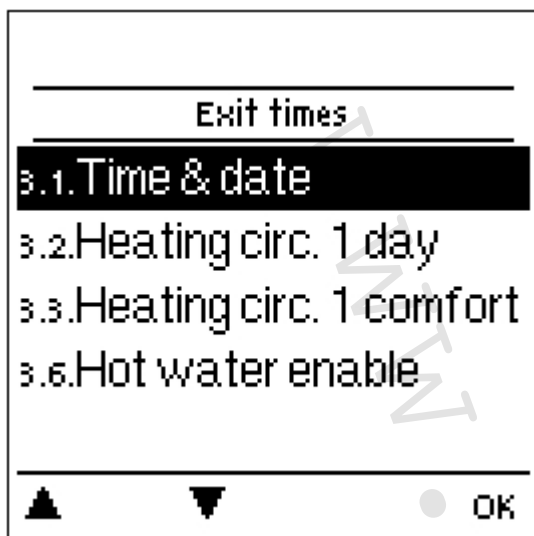 Exit times
3.1.Time & date
3.2.Heating circ. 1 day
3.3.Heating circ. 1 comfort
3.6.Hot water enable
OK